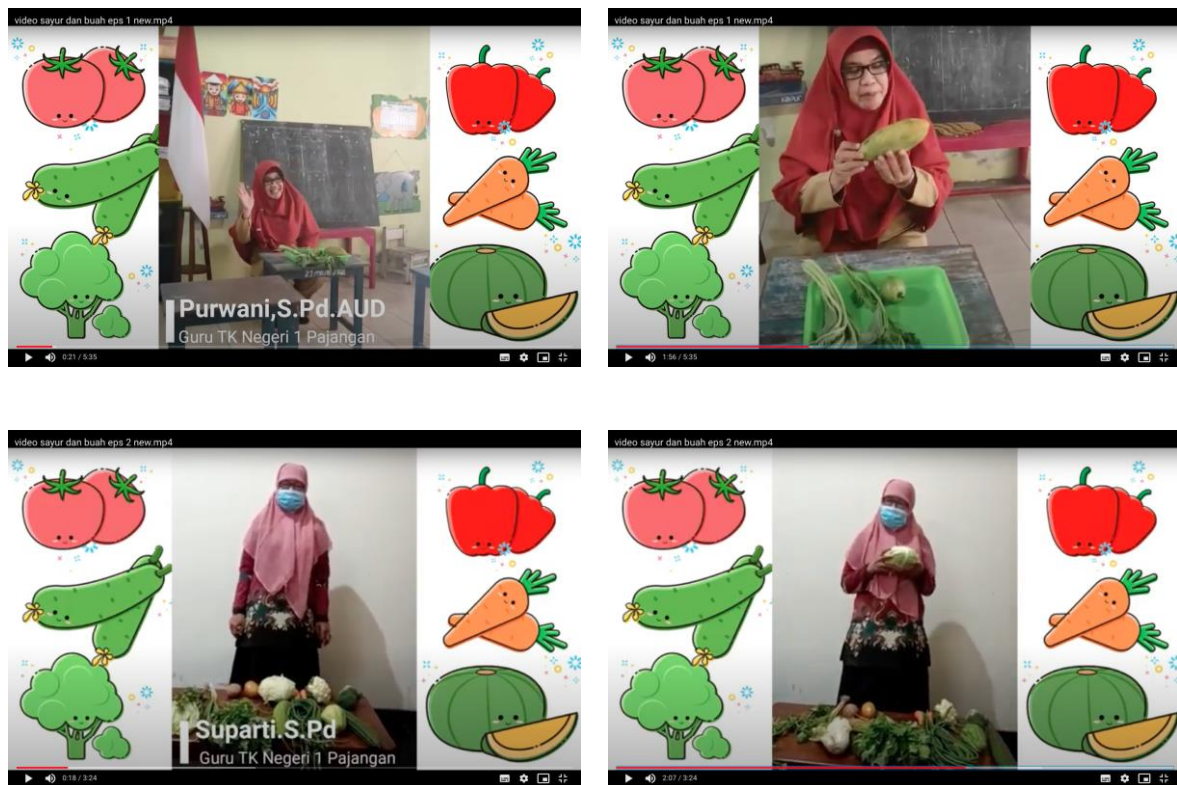 video sayur dan buah eps 1 new.mp4
Purwani,S.Pd.AUD
Guru TK Negeri 1 Pajangan
0:21 / 5:35
video sayur dan buah eps 1 new.mp4
1:56 / 5:35
video sayur dan buah eps 2 new.mp4
Suparti.S.Pd
Guru TK Negeri 1 Pajangan
0:18 / 3:24
video sayur dan buah eps 2 new.mp4
2:07 / 3:24